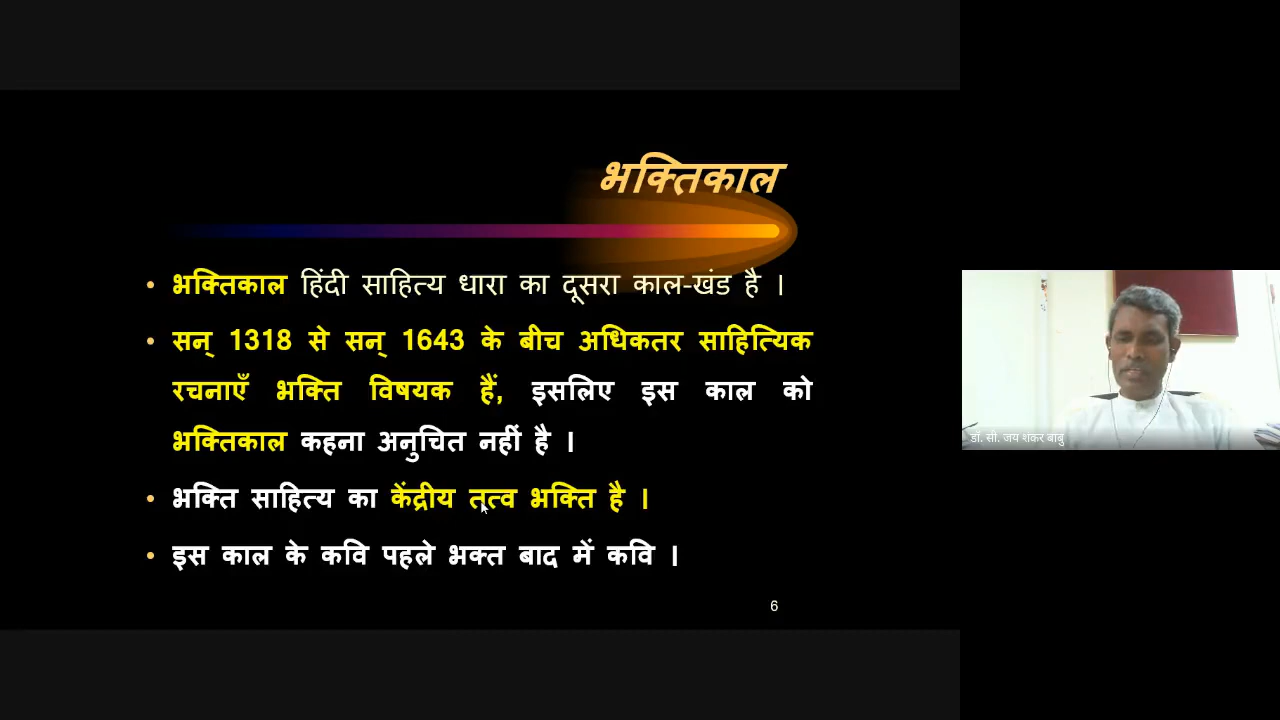 भक्तिकाल
• भक्तिकाल हिंदी साहित्य धारा का दूसरा काल-खंड है ।
• सन् 1318 से सन् 1643 के बीच अधिकतर साहित्यिक
रचनाएँ भक्ति विषयक हैं, इसलिए इस काल को
भक्तिकाल कहना अनुचित नहीं है ।
• भक्ति साहित्य का केंद्रीय तत्व भक्ति है ।
• इस काल के कवि पहले भक्त बाद में कवि ।
6
डॉ. सी. जय शंकर बाबु